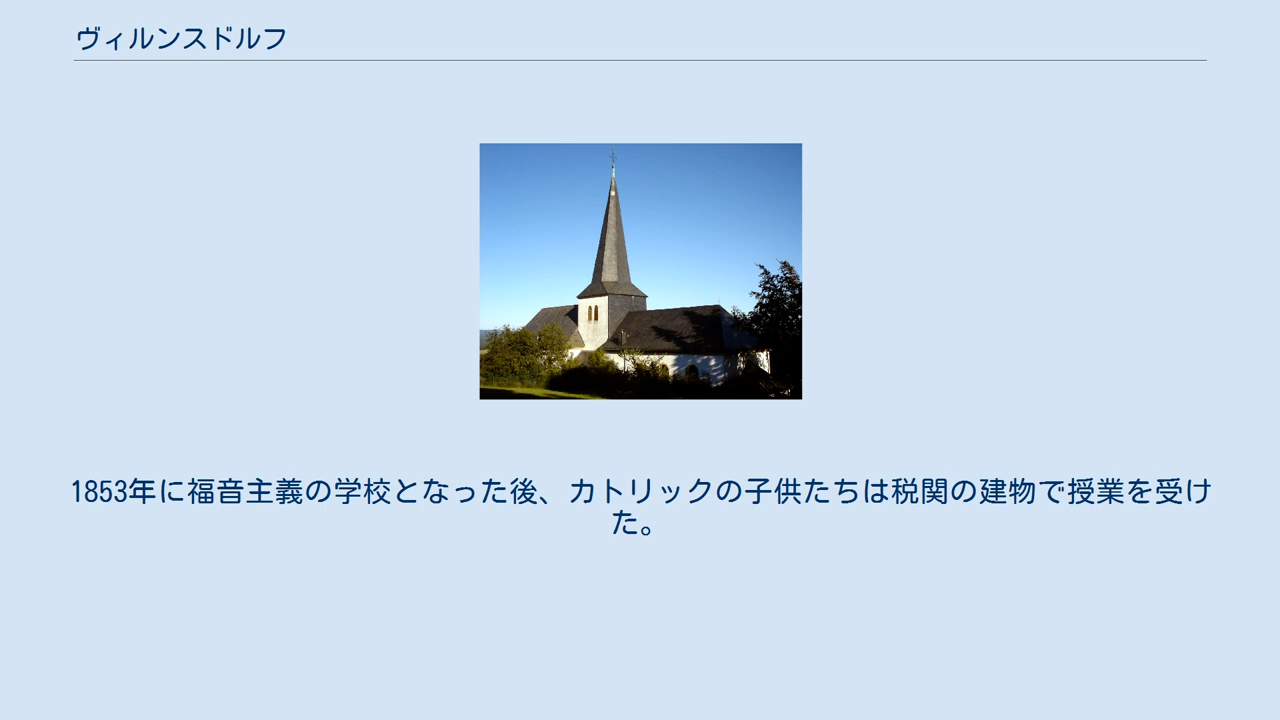 ヴィルンスドルフ
1853年に福音主義の学校となった後、カトリックの子供たちは税関の建物で授業を受け
た。